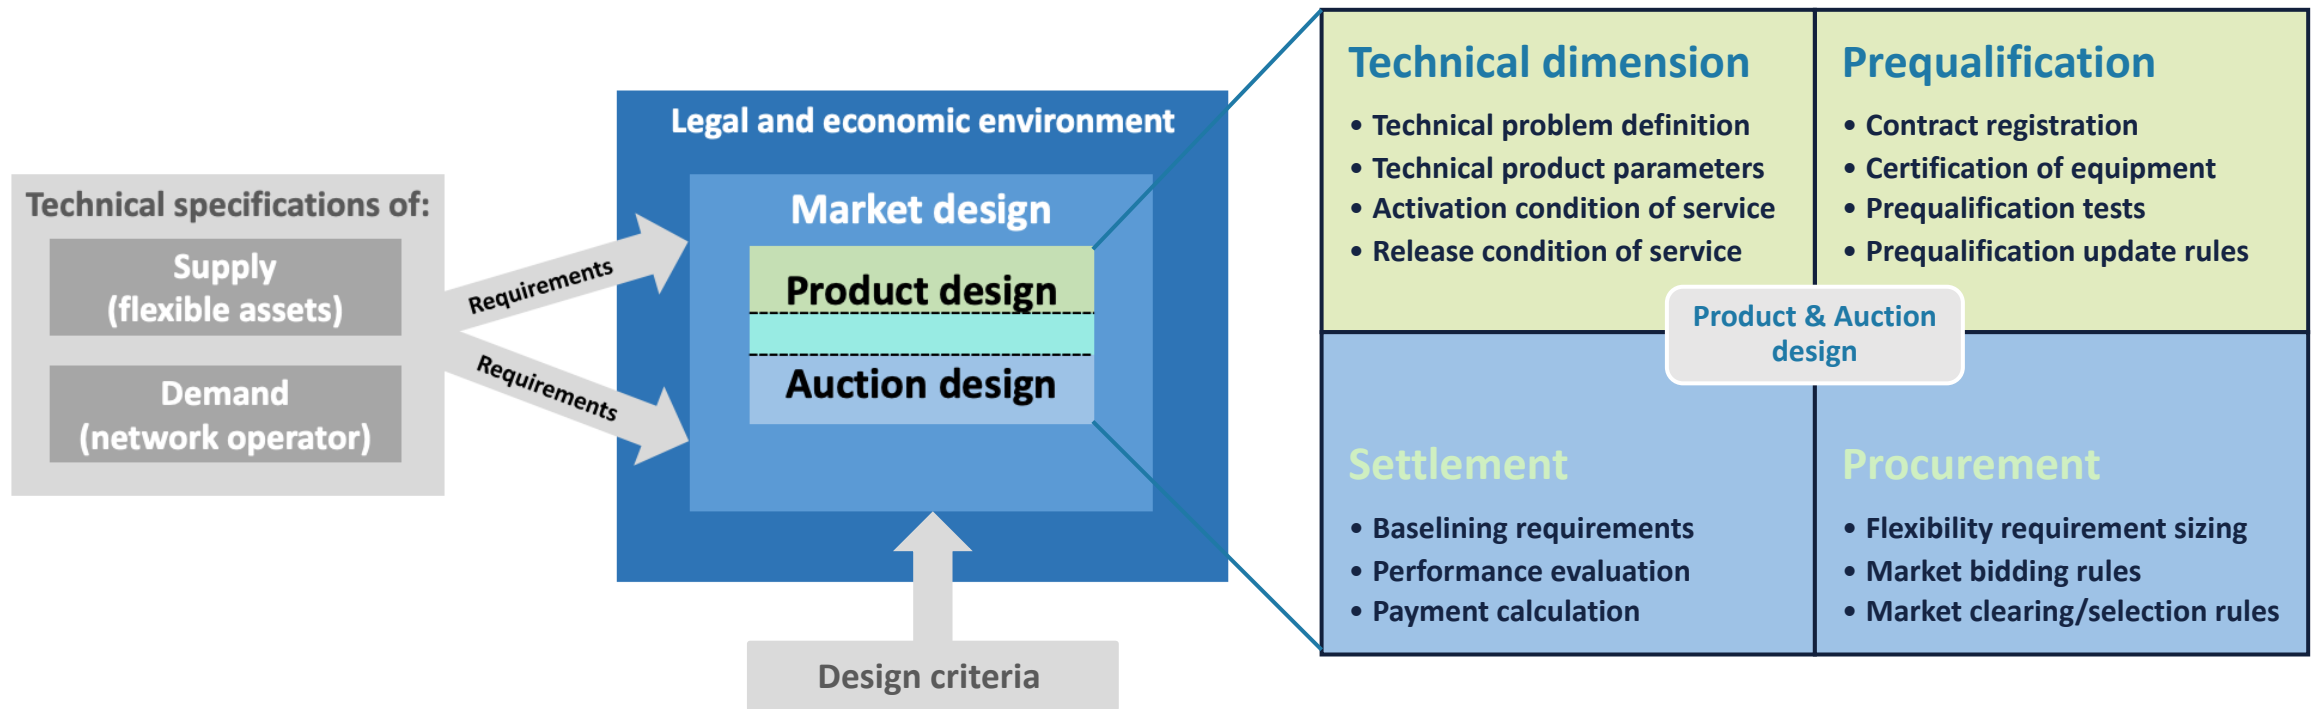 Technical specifications of:
Supply
(flexible assets)
Demand
(network operator)
Requirements
Requirements
Legal and economic environment
Market design
Product design
Auction design
Design criteria
Technical dimension
• Technical problem definition
• Technical product parameters
• Activation condition of service
• Release condition of service
Prequalification
• Contract registration
• Certification of equipment
• Prequalification tests
• Prequalification update rules
Product & Auction
design
Settlement
• Baselining requirements
• Performance evaluation
• Payment calculation
Procurement
• Flexibility requirement sizing
• Market bidding rules
• Market clearing/selection rules